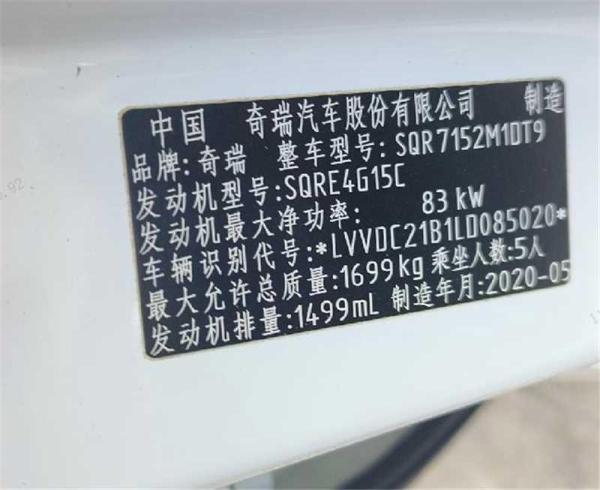 中国 奇瑞汽车股份有限公司 制造
品牌:奇瑞 整车型号:SQR7152M1DT9
发动机型号:SQRE4G15C
发动机最大净功率: 83 kW
车辆识别代号:*LVVDC21B1LD085020*
最大允许总质量:1699kg 乘坐人数:5人
发动机排量:1499mL 制造年月:2020-05